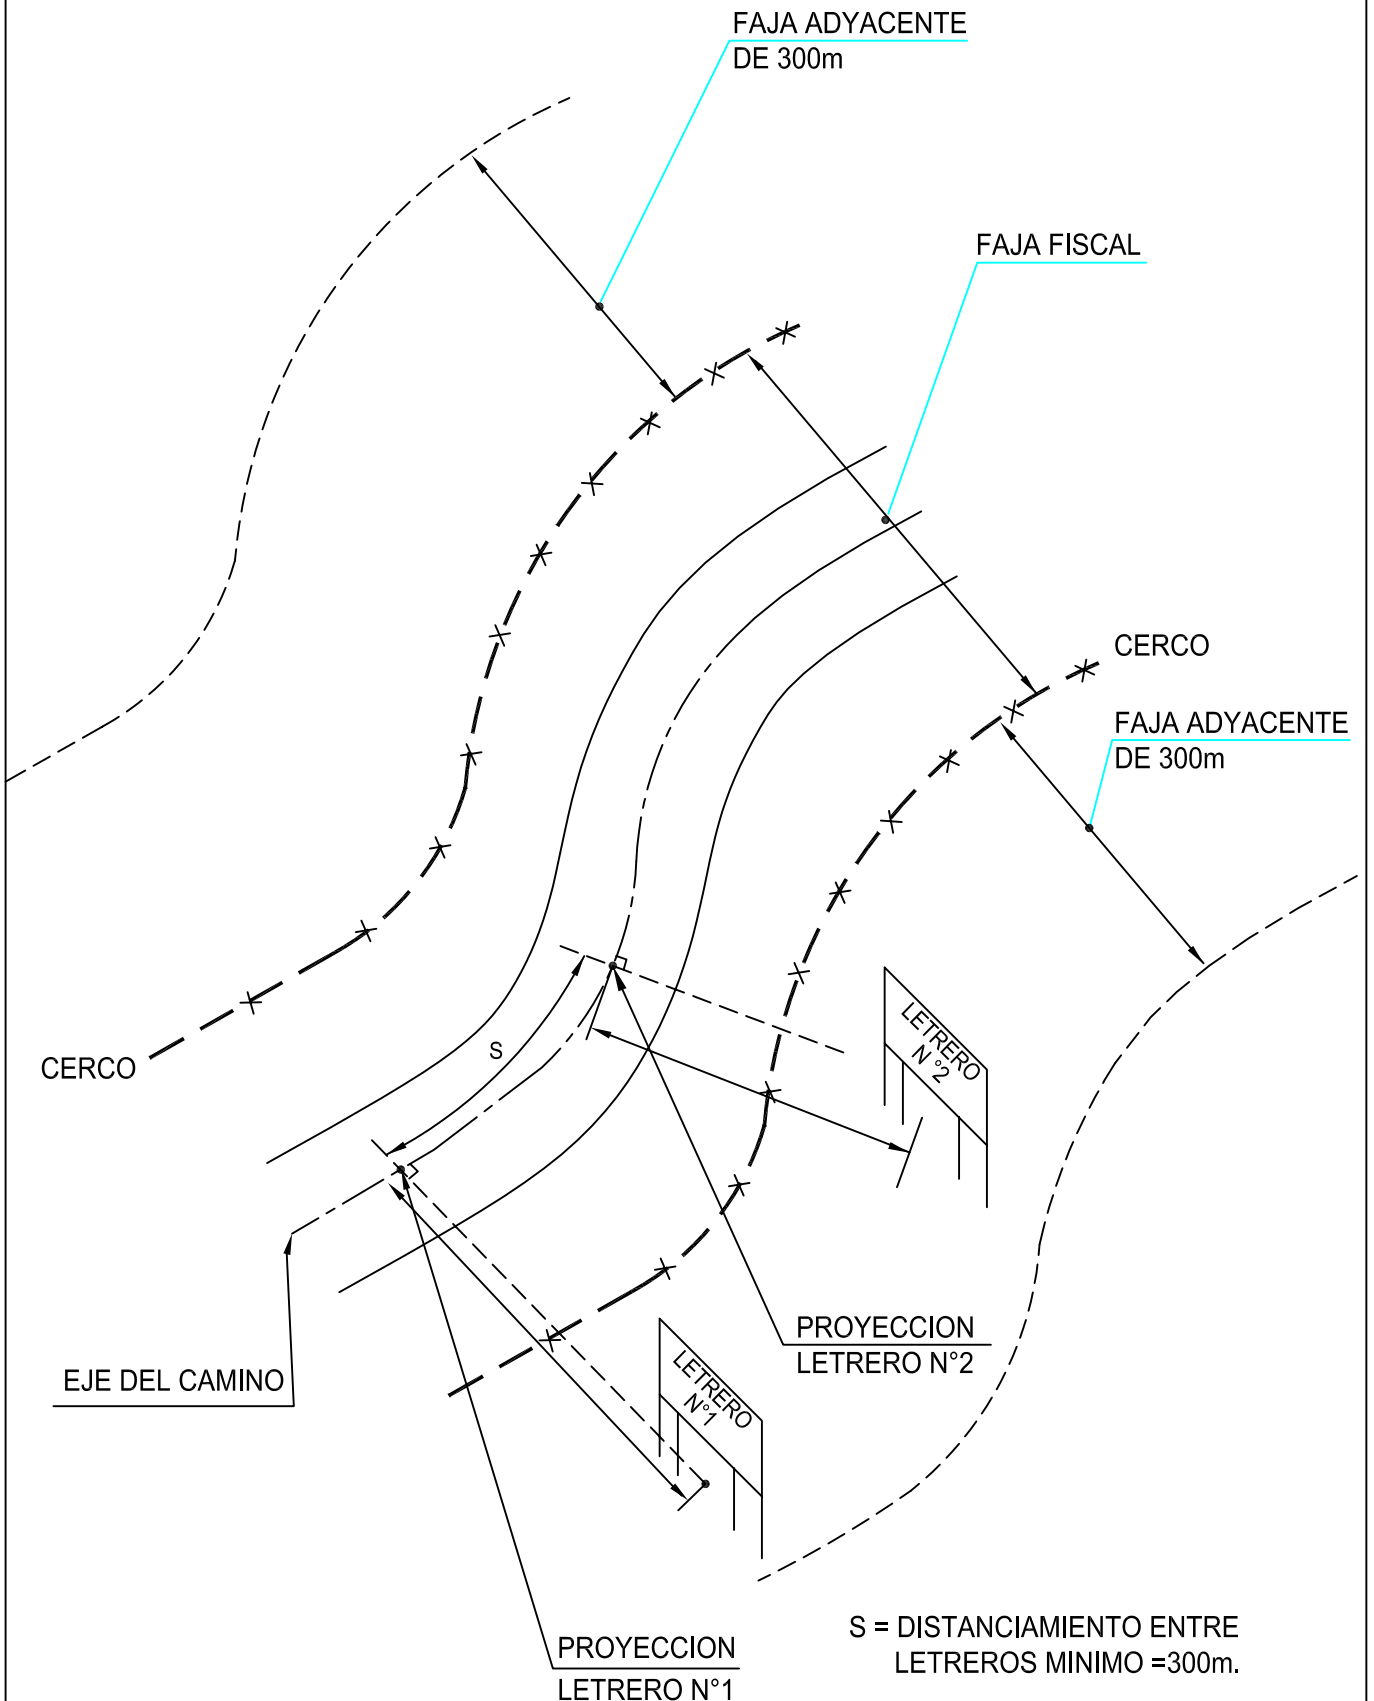 FAJA ADYACENTE
DE 300m
FAJA FISCAL
CERCO
FAJA ADYACENTE
DE 300m
LETRERO
N°2
S
CERCO
PROYECCION
LETRERO N°2
EJE DEL CAMINO
LETRERO
N°1
S = DISTANCIAMIENTO ENTRE
LETREROS MINIMO =300m.
PROYECCION
LETRERO N°1